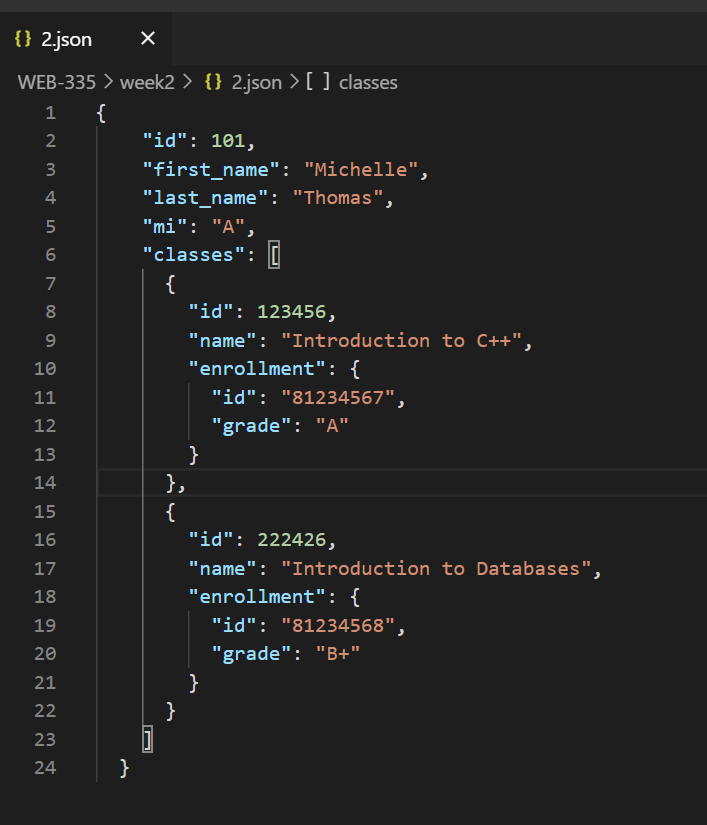 {} 2.json ×
WEB-335 > week2 > {} 2.json > [ ] classes
1 {
2     "id": 101,
3     "first_name": "Michelle",
4     "last_name": "Thomas",
5     "mi": "A",
6     "classes": [
7       {
8         "id": 123456,
9         "name": "Introduction to C++",
10         "enrollment": {
11           "id": "81234567",
12           "grade": "A"
13         }
14       },
15       {
16         "id": 222426,
17         "name": "Introduction to Databases",
18         "enrollment": {
19           "id": "81234568",
20           "grade": "B+"
21         }
22       }
23     ]
24   }